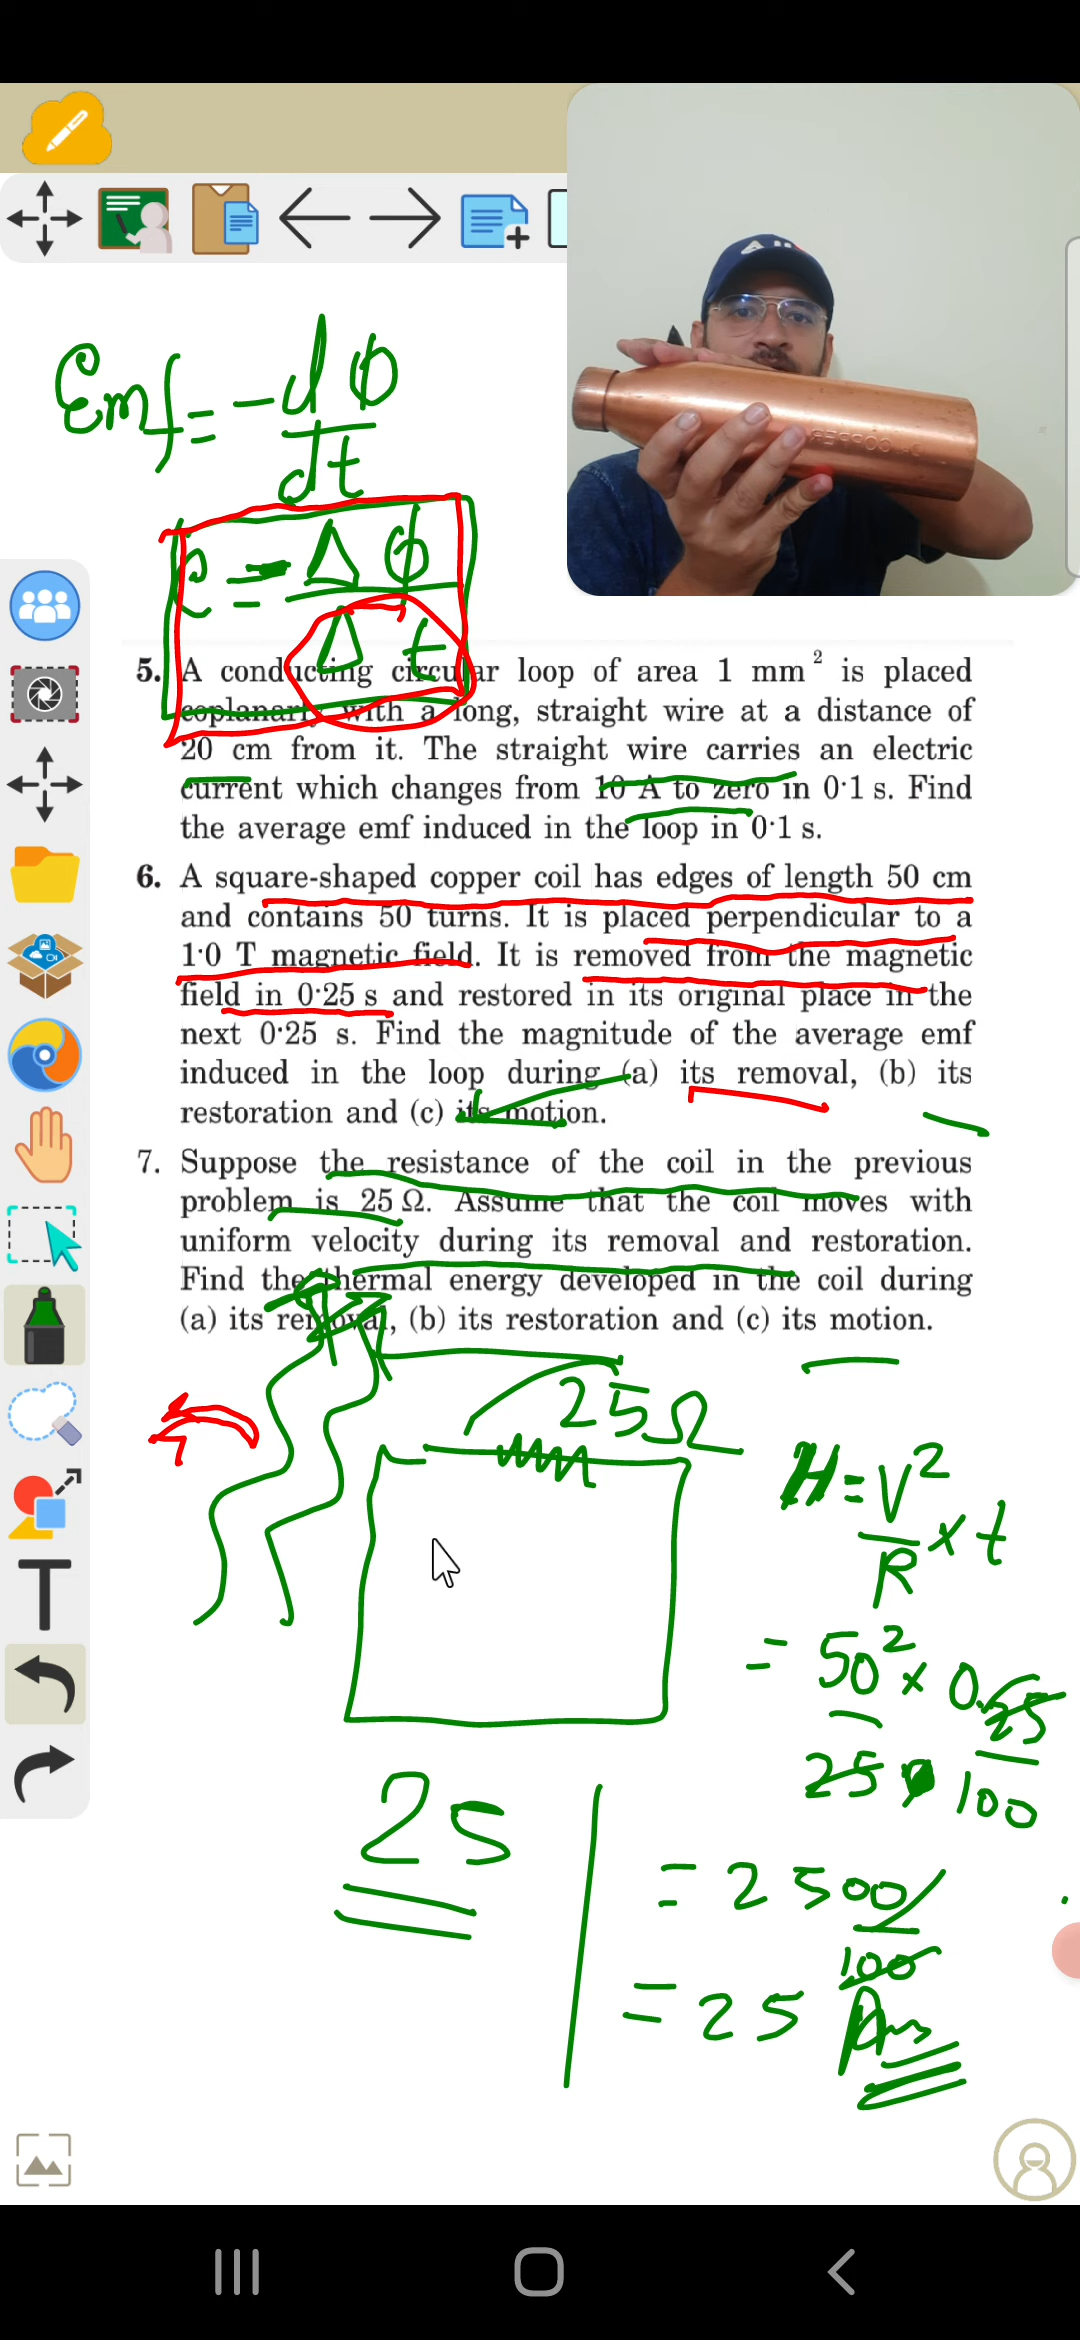 Emf = - dΦ
dt
e = - Δ Φ
Δ t
5. A conducting circular loop of area 1 mm² is placed
coplanarly with a long, straight wire at a distance of
20 cm from it. The straight wire carries an electric
current which changes from 10 A to zero in 0·1 s. Find
the average emf induced in the loop in 0·1 s.
6. A square-shaped copper coil has edges of length 50 cm
and contains 50 turns. It is placed perpendicular to a
1·0 T magnetic field. It is removed from the magnetic
field in 0·25 s and restored in its original place in the
next 0·25 s. Find the magnitude of the average emf
induced in the loop during (a) its removal, (b) its
restoration and (c) its motion.
7. Suppose the resistance of the coil in the previous
problem is 25 Ω. Assume that the coil moves with
uniform velocity during its removal and restoration.
Find the thermal energy developed in the coil during
(a) its removal, (b) its restoration and (c) its motion.
25Ω
H = V² × t
R
= 50² × 0.25
25 100
25
= 2500
100
= 25 Ans